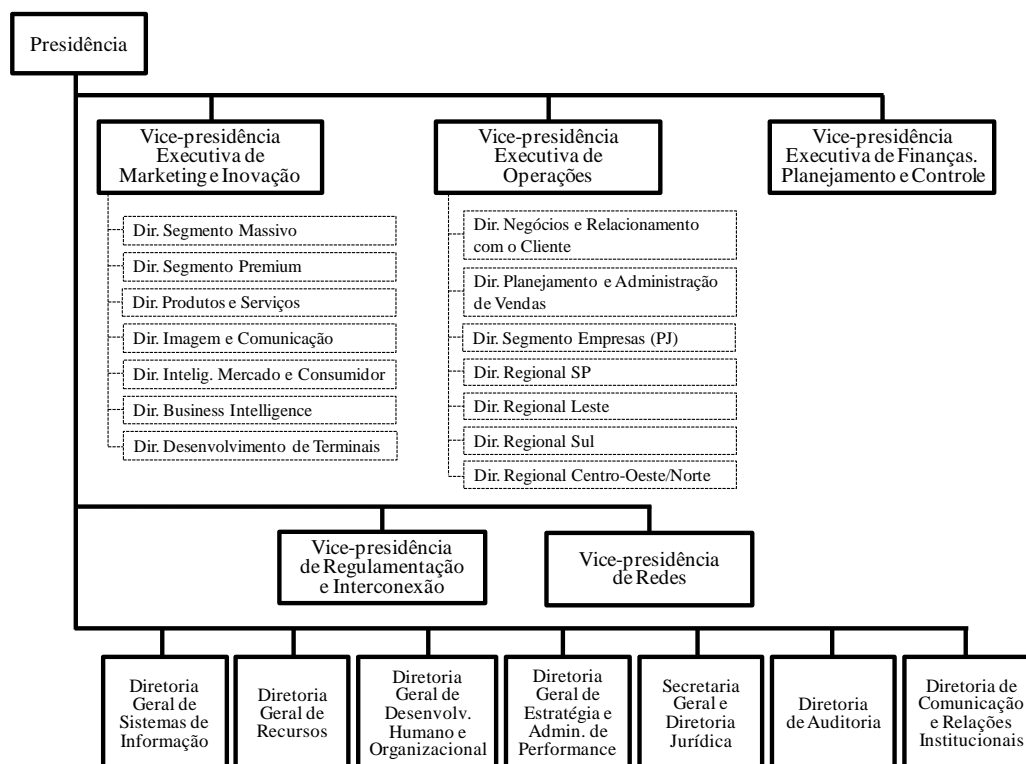 Presidência
Vice-presidência
Executiva de
Marketing e Inovação
Vice-presidência
Executiva de
Operações
Vice-presidência
Executiva de Finanças.
Planejamento e Controle
Dir. Segmento Massivo
Dir. Segmento Premium
Dir. Produtos e Serviços
Dir. Imagem e Comunicação
Dir. Intelig. Mercado e Consumidor
Dir. Business Intelligence
Dir. Desenvolvimento de Terminais
Dir. Negócios e Relacionamento
com o Cliente
Dir. Planejamento e Administração
de Vendas
Dir. Segmento Empresas (PJ)
Dir. Regional SP
Dir. Regional Leste
Dir. Regional Sul
Dir. Regional Centro-Oeste/Norte
Vice-presidência
de Regulamentação
e Interconexão
Vice-presidência
de Redes
Diretoria
Geral de
Sistemas de
Informação
Diretoria
Geral de
Recursos
Diretoria
Geral de
Desenvolv.
Humano e
Organizacional
Diretoria
Geral de
Estratégia e
Admin. de
Performance
Secretaria
Geral e
Diretoria
Jurídica
Diretoria
de Auditoria
Diretoria de
Comunicação
e Relações
Institucionais